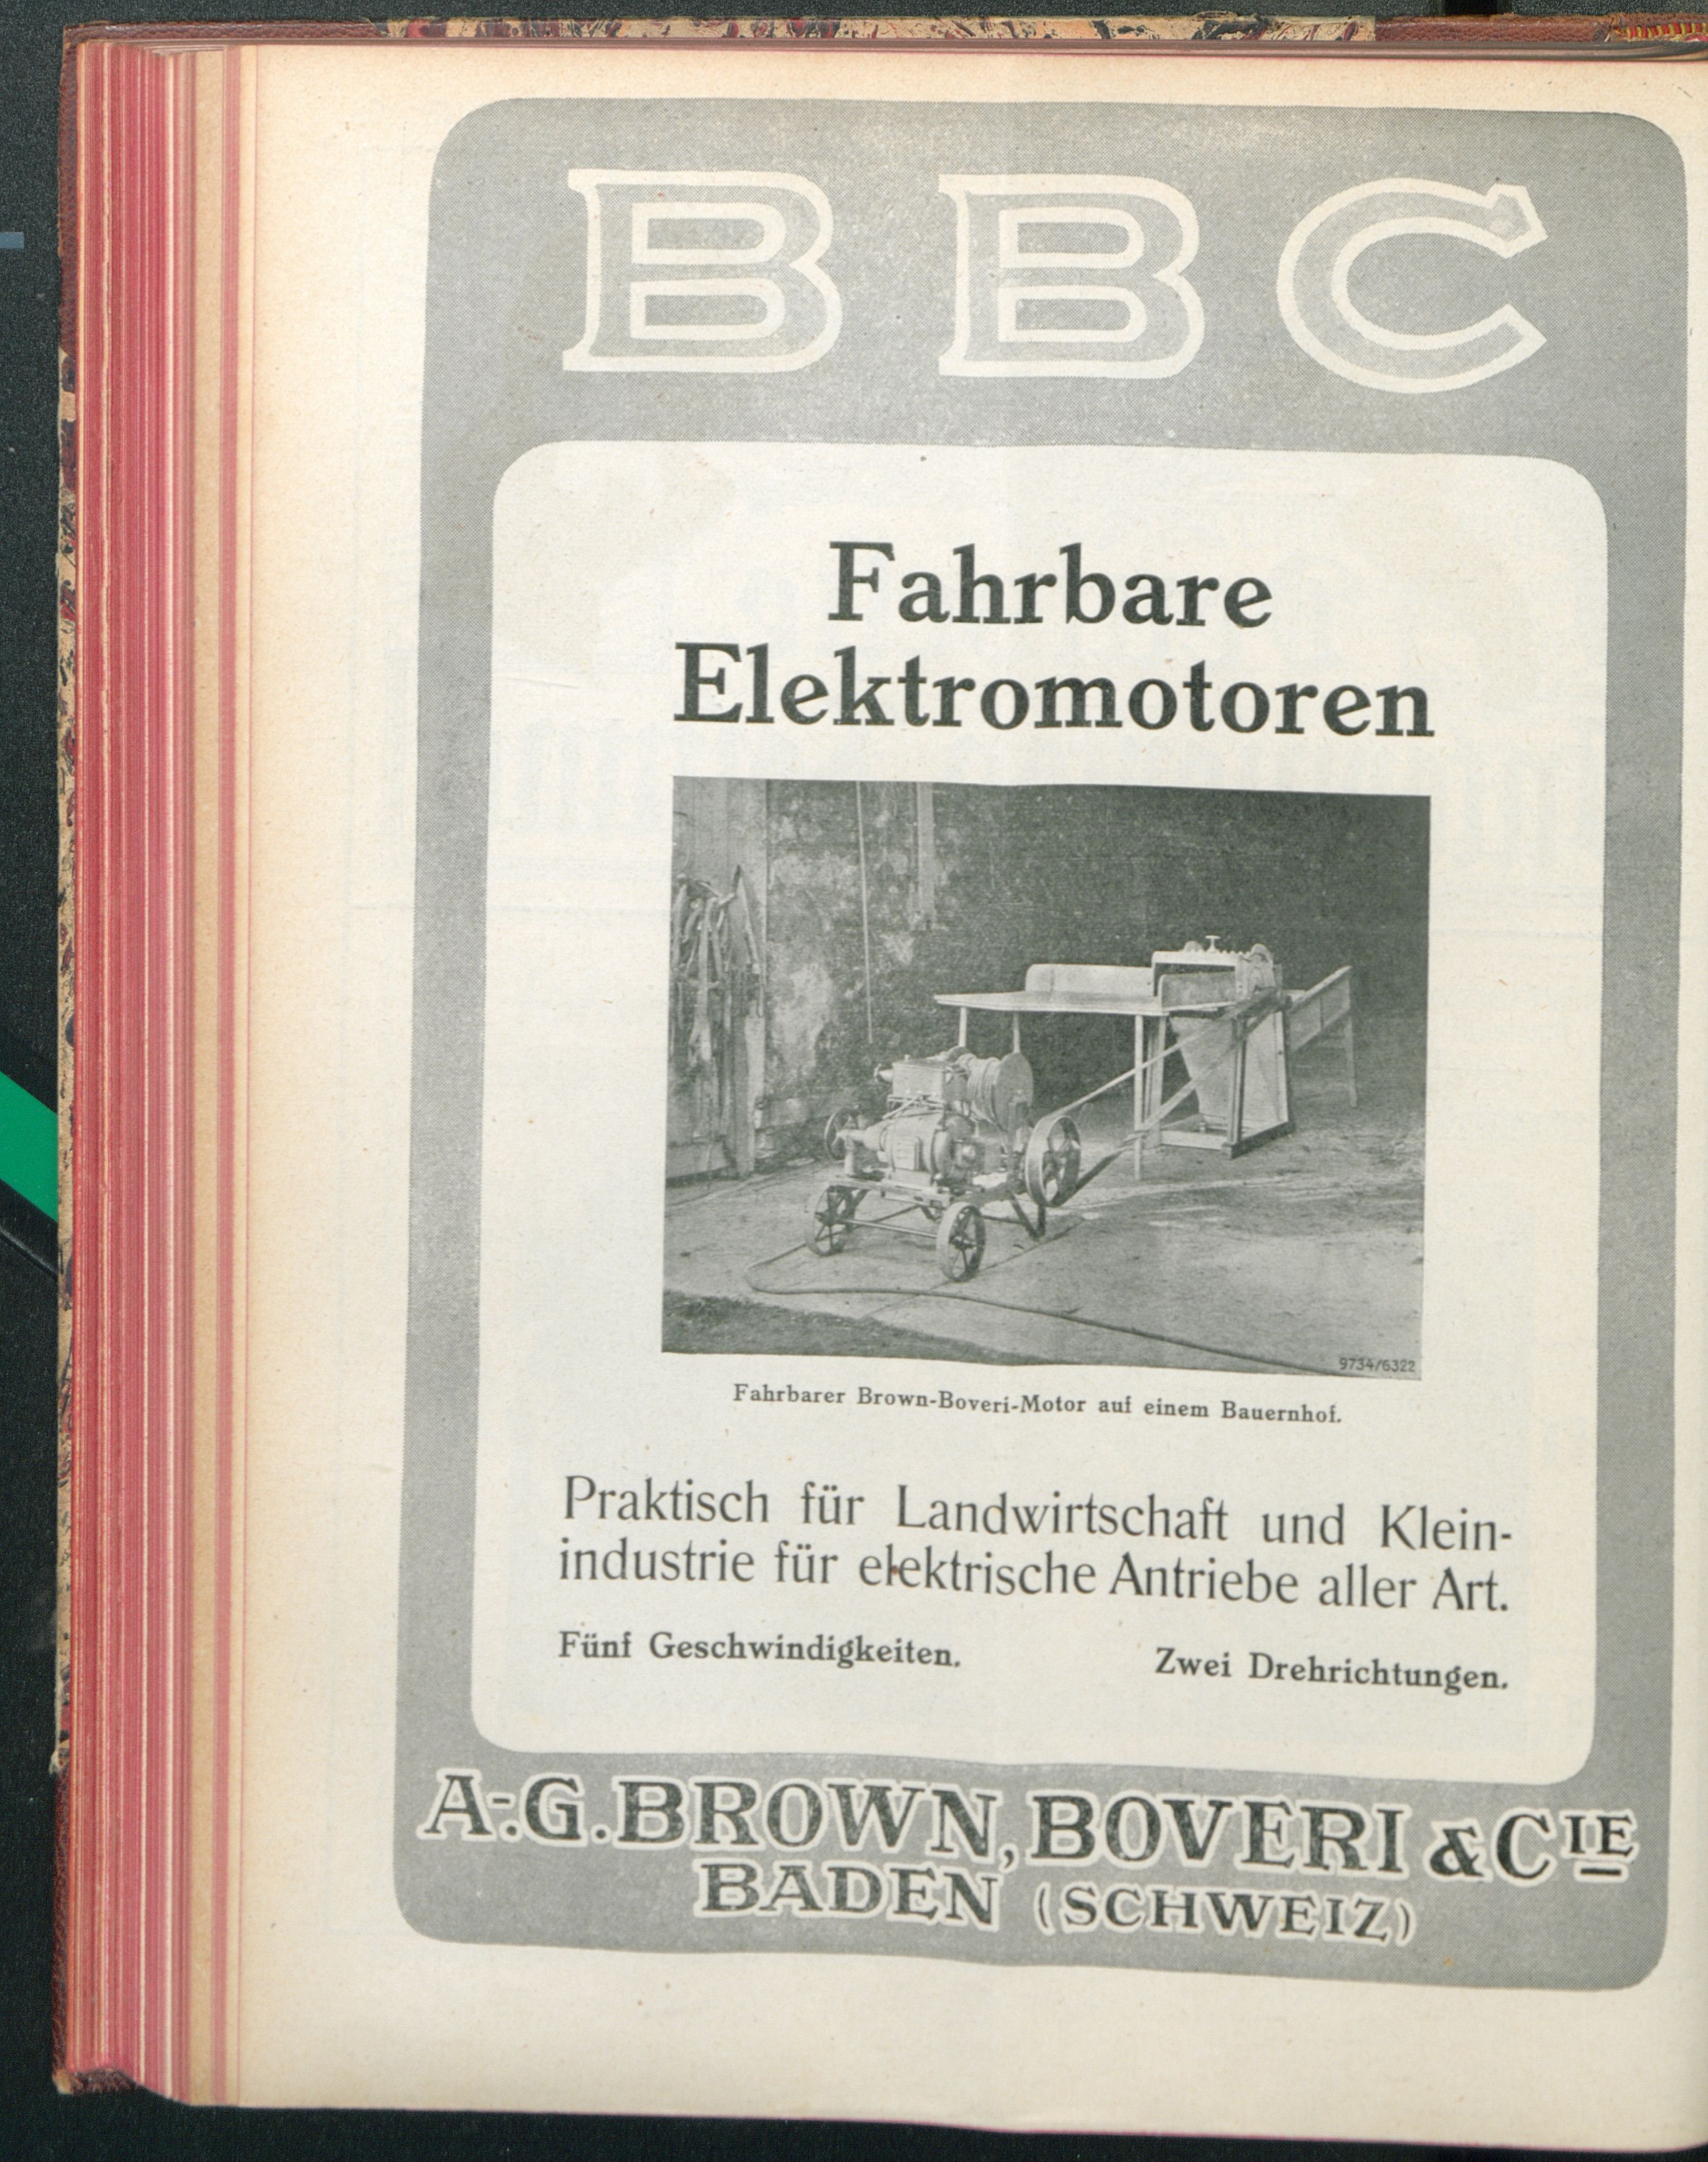 BBC
Fahrbare
Elektromotoren
9734/6322
Fahrbarer Brown-Boveri-Motor auf einem Bauernhof.
Praktisch für Landwirtschaft und Klein-
industrie für elektrische Antriebe aller Art.
Fünf Geschwindigkeiten. Zwei Drehrichtungen.
A.-G. BROWN, BOVERI & CIE
BADEN (SCHWEIZ)